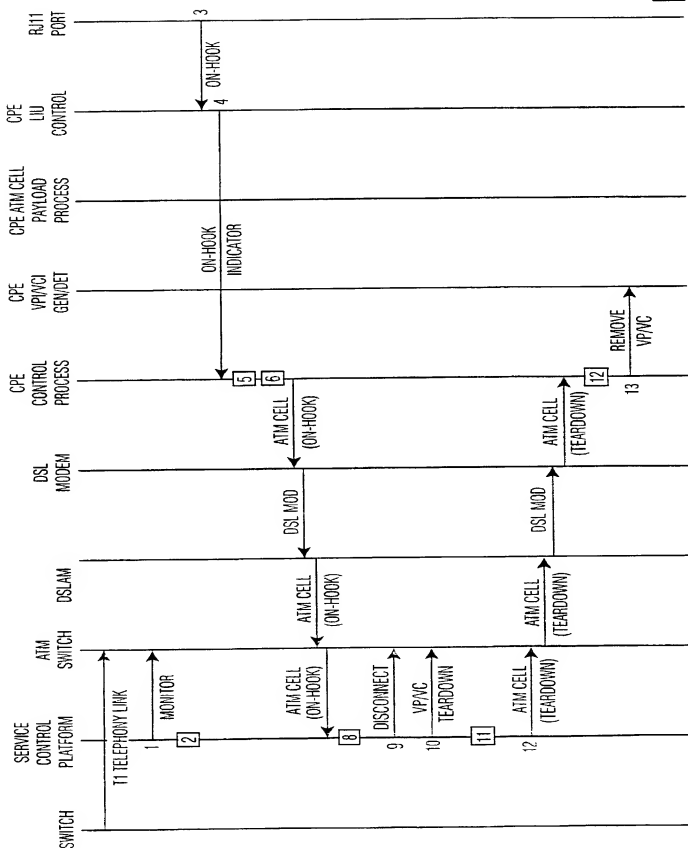 SWITCH
SERVICE
CONTROL
PLATFORM
ATM
SWITCH
DSLAM
DSL
MODEM
CPE
CONTROL
PROCESS
CPE
VPI/VCI
GEN/DET
CPE ATM CELL
PAYLOAD
PROCESS
CPE
LIU
CONTROL
RJ11
PORT
T1 TELEPHONY LINK
1
MONITOR
2
3
ON-HOOK
4
ON-HOOK
INDICATOR
5
6
ATM CELL
(ON-HOOK)
DSL MOD
ATM CELL
(ON-HOOK)
ATM CELL
(ON-HOOK)
8
9
DISCONNECT
10
VP/VC
TEARDOWN
11
12
ATM CELL
(TEARDOWN)
ATM CELL
(TEARDOWN)
DSL MOD
ATM CELL
(TEARDOWN)
12
13
REMOVE
VP/VC